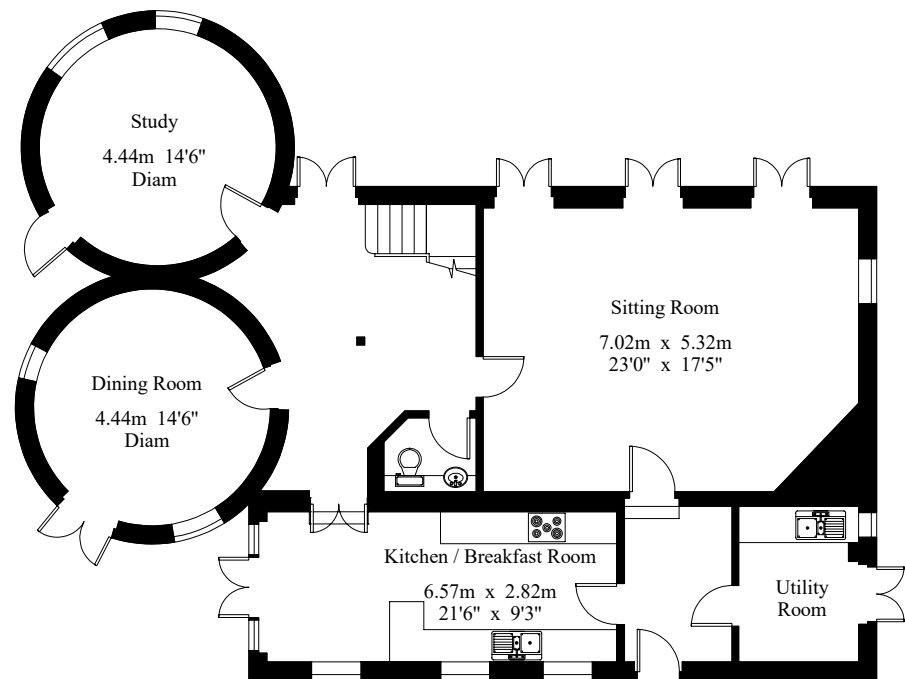 Study
4.44m 14'6"
Diam
Sitting Room
7.02m x 5.32m
23'0" x 17'5"
Dining Room
4.44m 14'6"
Diam
Kitchen / Breakfast Room
6.57m x 2.82m
21'6" x 9'3"
Utility
Room